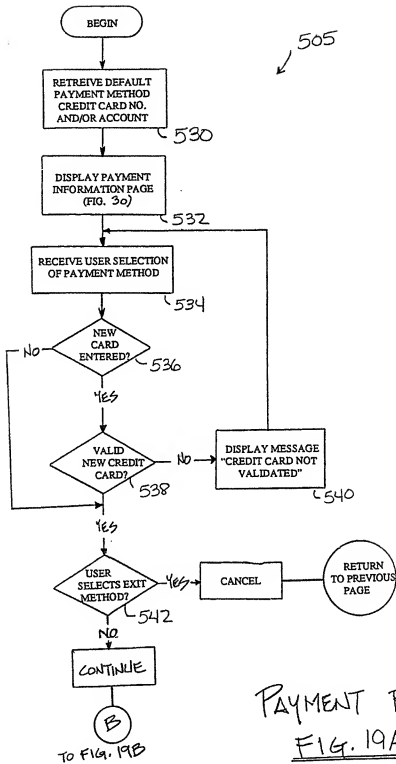 BEGIN
505
RETREIVE DEFAULT
PAYMENT METHOD
CREDIT CARD NO.
AND/OR ACCOUNT
530
DISPLAY PAYMENT
INFORMATION PAGE
(FIG. 30)
532
RECEIVE USER SELECTION
OF PAYMENT METHOD
534
NEW
CARD
ENTERED?
536
NO
YES
VALID
NEW CREDIT
CARD?
538
NO
DISPLAY MESSAGE
"CREDIT CARD NOT
VALIDATED"
540
YES
USER
SELECTS EXIT
METHOD?
542
YES
CANCEL
RETURN
TO PREVIOUS
PAGE
NO
CONTINUE
B
TO FIG. 19B
PAYMENT
FIG. 19A